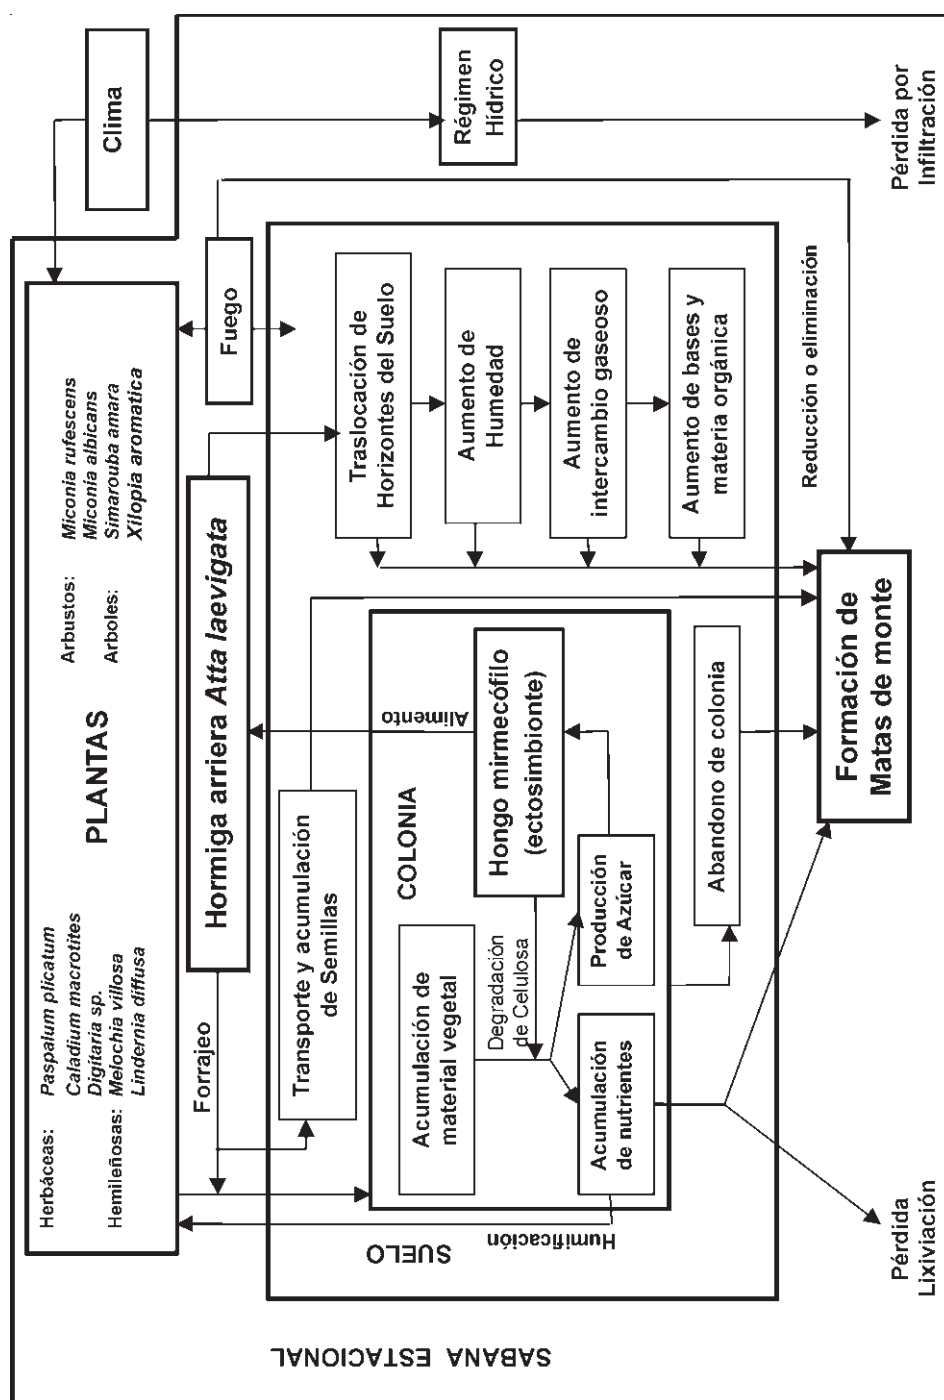 Clima
Régimen
Hídrico
Pérdida por
Infiltración
PLANTAS
Herbáceas:
Paspalum plicatum
Caladium macrotites
Digitaria sp.
Hemileñosas: Melochia villosa
Lindernia diffusa
Arbustos:
Miconia rufescens
Miconia albicans
Arboles:
Simarouba amara
Xilopia aromatica
Forrajeo
Hormiga arriera Atta laevigata
Fuego
Transporte y acumulación
de Semillas
Traslocación de
Horizontes del Suelo
Aumento de
Humedad
Aumento de
intercambio gaseoso
Aumento de bases y
materia orgánica
Reducción o eliminación
COLONIA
Alimento
Acumulación de
material vegetal
Hongo mirmecófilo
(ectosimbionte)
Degradación
de Celulosa
Acumulación
de nutrientes
Producción
de Azúcar
Humificación
SUELO
Abandono de colonia
Formación de
Matas de monte
Pérdida
Lixiviación
SABANA ESTACIONAL